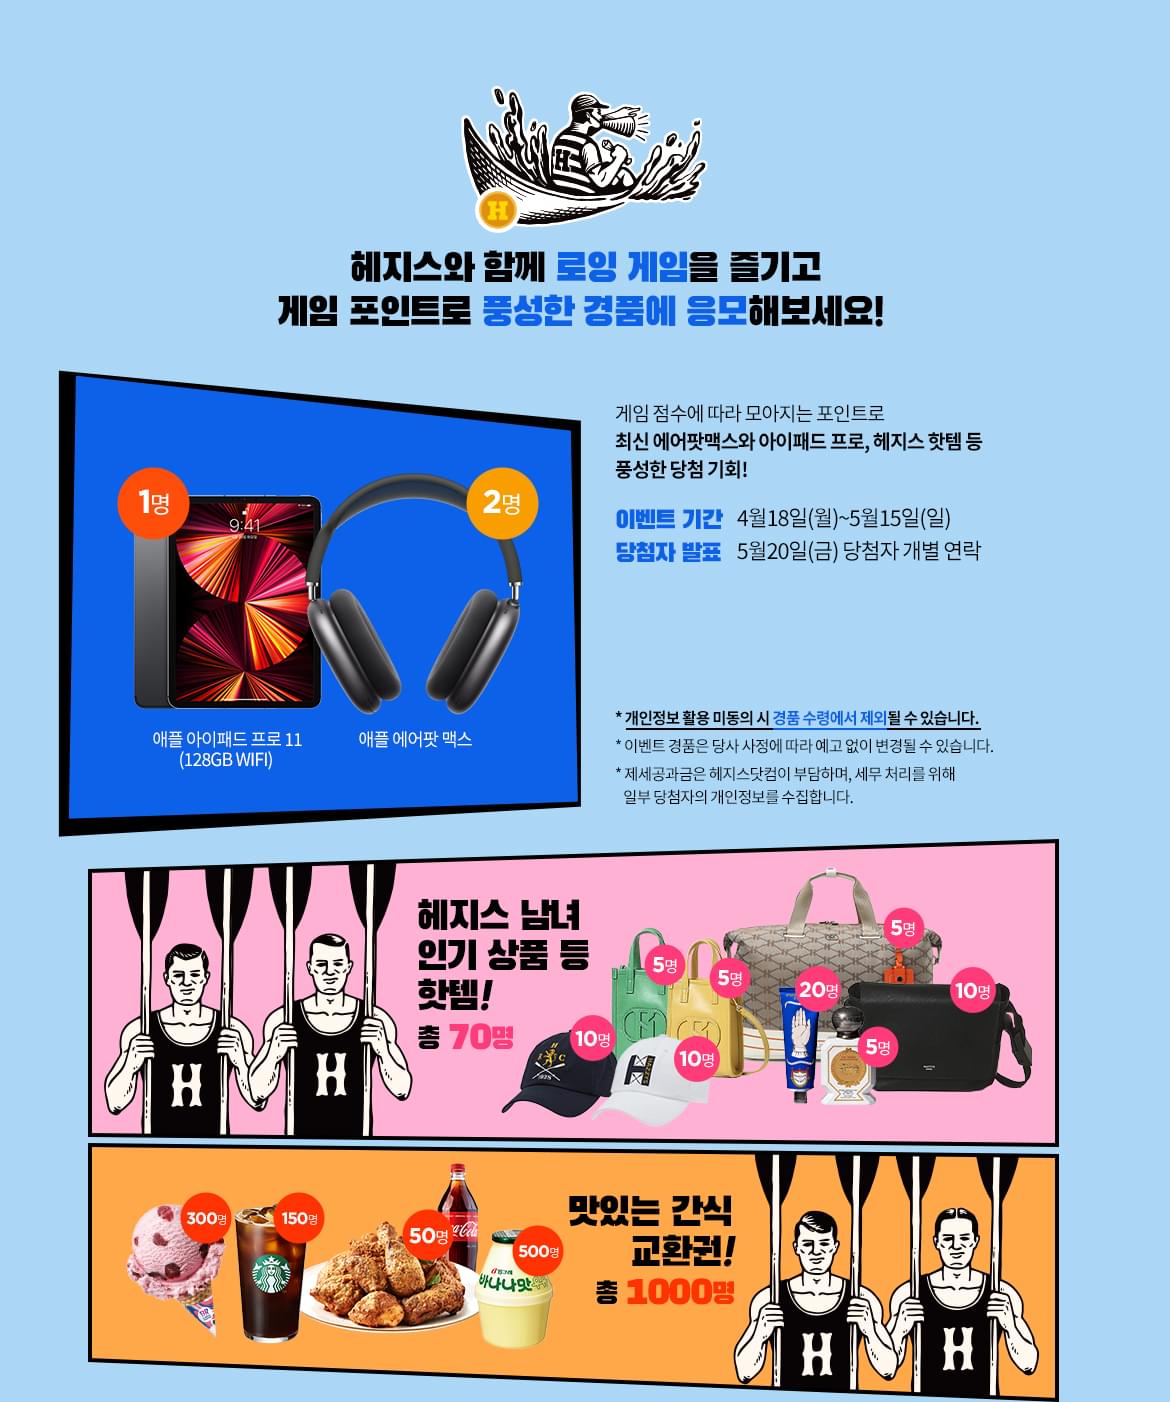 H
H
헤지스와 함께 로잉 게임을 즐기고
게임 포인트로 풍성한 경품에 응모해보세요!
게임 점수에 따라 모아지는 포인트로
최신 에어팟맥스와 아이패드 프로, 헤지스 핫템 등
풍성한 당첨 기회!
이벤트 기간 4월18일(월)~5월15일(일)
당첨자 발표 5월20일(금) 당첨자 개별 연락
1명
2명
9:41
애플 아이패드 프로 11
(128GB WIFI)
애플 에어팟 맥스
* 개인정보 활용 미동의 시 경품 수령에서 제외될 수 있습니다.
* 이벤트 경품은 당사 사정에 따라 예고 없이 변경될 수 있습니다.
* 제세공과금은 헤지스닷컴이 부담하며, 세무 처리를 위해
일부 당첨자의 개인정보를 수집합니다.
H
H
헤지스 남녀
인기 상품 등
핫템!
총 70명
5명
5명
5명
20명
10명
10명
10명
5명
H
1925
H
300명
150명
50명
500명
Coca-Cola
빙그레
바나나맛
BR
맛있는 간식
교환권!
총 1000명
H
H